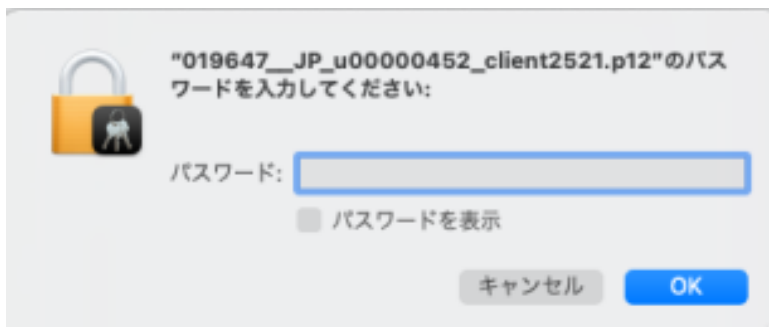 "019647__JP_u00000452_client2521.p12"のパス
ワードを入力してください:
パスワード:
パスワードを表示
キャンセル
OK